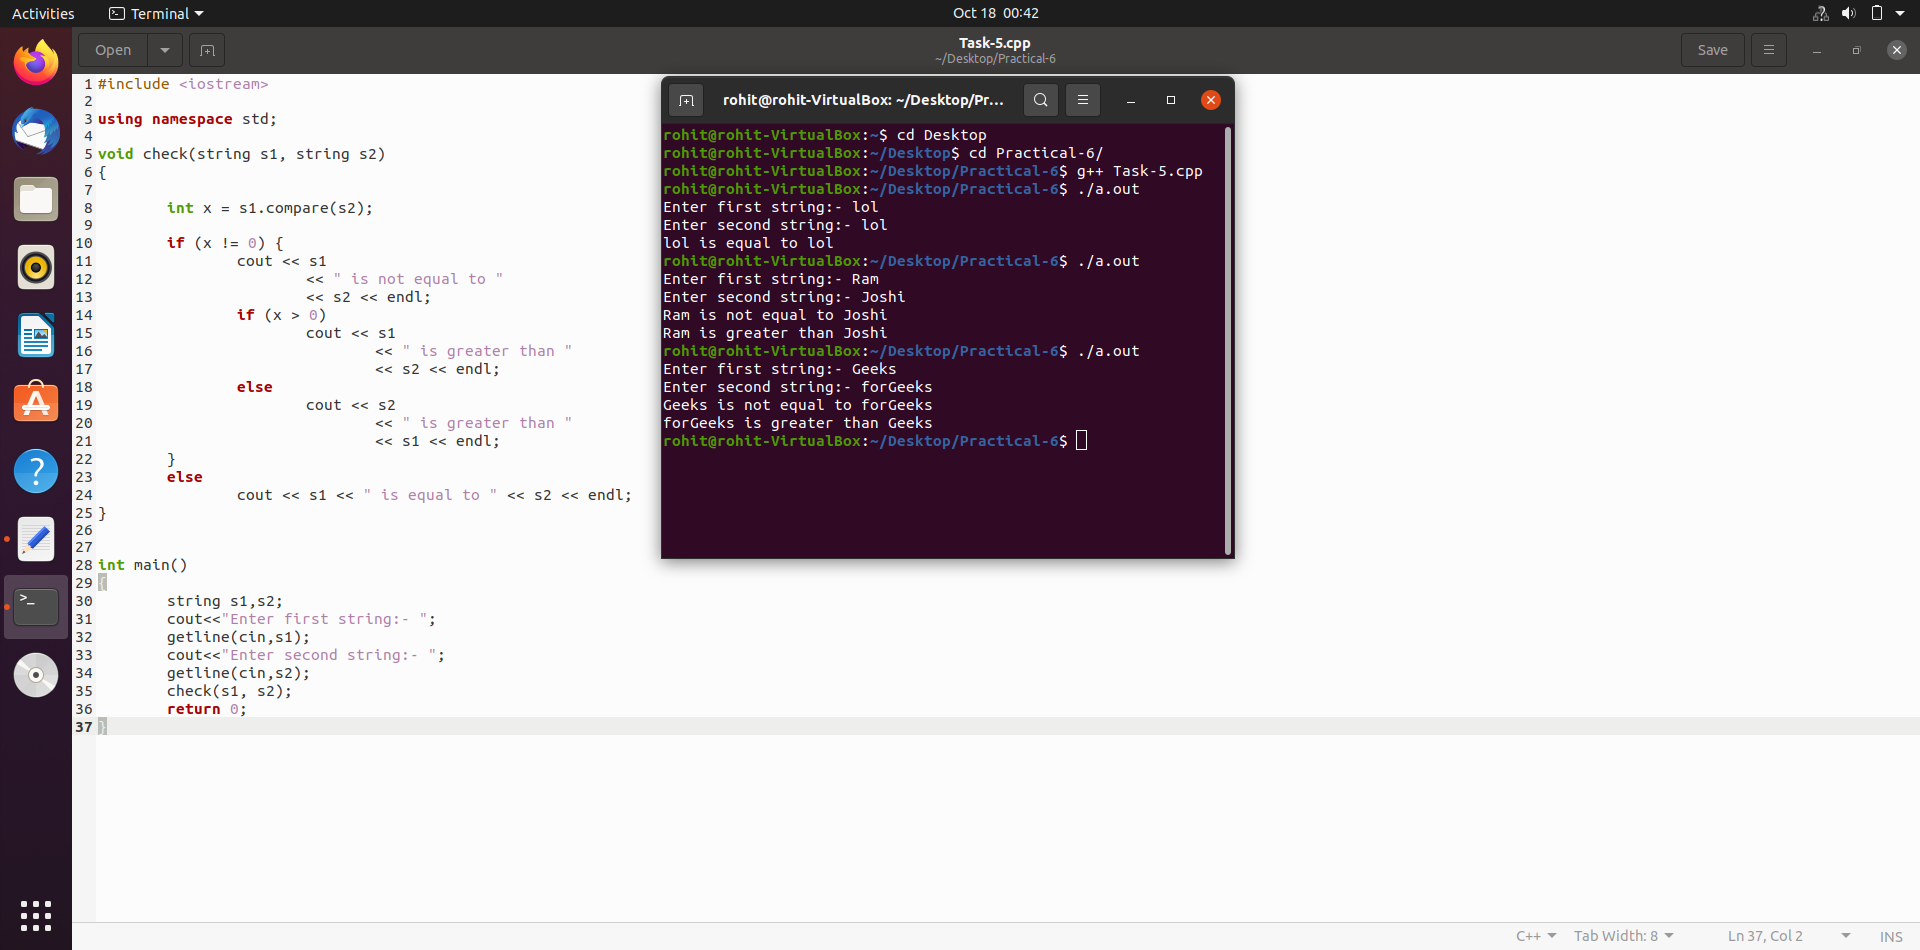 Activities Terminal Oct 18 00:42
Open Task-5.cpp Save
~/Desktop/Practical-6
1 #include <iostream>
2
3 using namespace std;
4
5 void check(string s1, string s2)
6 {
7
8 int x = s1.compare(s2);
9
10 if (x != 0) {
11 cout << s1
12 << " is not equal to "
13 << s2 << endl;
14 if (x > 0)
15 cout << s1
16 << " is greater than "
17 << s2 << endl;
18 else
19 cout << s2
20 << " is greater than "
21 << s1 << endl;
22 }
23 else
24 cout << s1 << " is equal to " << s2 << endl;
25 }
26
27
28 int main()
29 {
30 string s1,s2;
31 cout<<"Enter first string:- ";
32 getline(cin,s1);
33 cout<<"Enter second string:- ";
34 getline(cin,s2);
35 check(s1, s2);
36 return 0;
37 }
rohit@rohit-VirtualBox: ~/Desktop/Pr...
rohit@rohit-VirtualBox:~$ cd Desktop
rohit@rohit-VirtualBox:~/Desktop$ cd Practical-6/
rohit@rohit-VirtualBox:~/Desktop/Practical-6$ g++ Task-5.cpp
rohit@rohit-VirtualBox:~/Desktop/Practical-6$ ./a.out
Enter first string:- lol
Enter second string:- lol
lol is equal to lol
rohit@rohit-VirtualBox:~/Desktop/Practical-6$ ./a.out
Enter first string:- Ram
Enter second string:- Joshi
Ram is not equal to Joshi
Ram is greater than Joshi
rohit@rohit-VirtualBox:~/Desktop/Practical-6$ ./a.out
Enter first string:- Geeks
Enter second string:- forGeeks
Geeks is not equal to forGeeks
forGeeks is greater than Geeks
rohit@rohit-VirtualBox:~/Desktop/Practical-6$
C++ Tab Width: 8 Ln 37, Col 2 INS